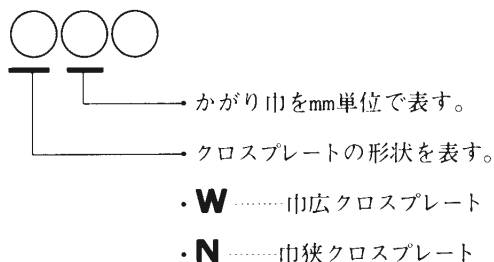 かがり巾をmm単位で表す。
クロスプレートの形状を表す。
・W………巾広クロスプレート
・N………巾狭クロスプレート